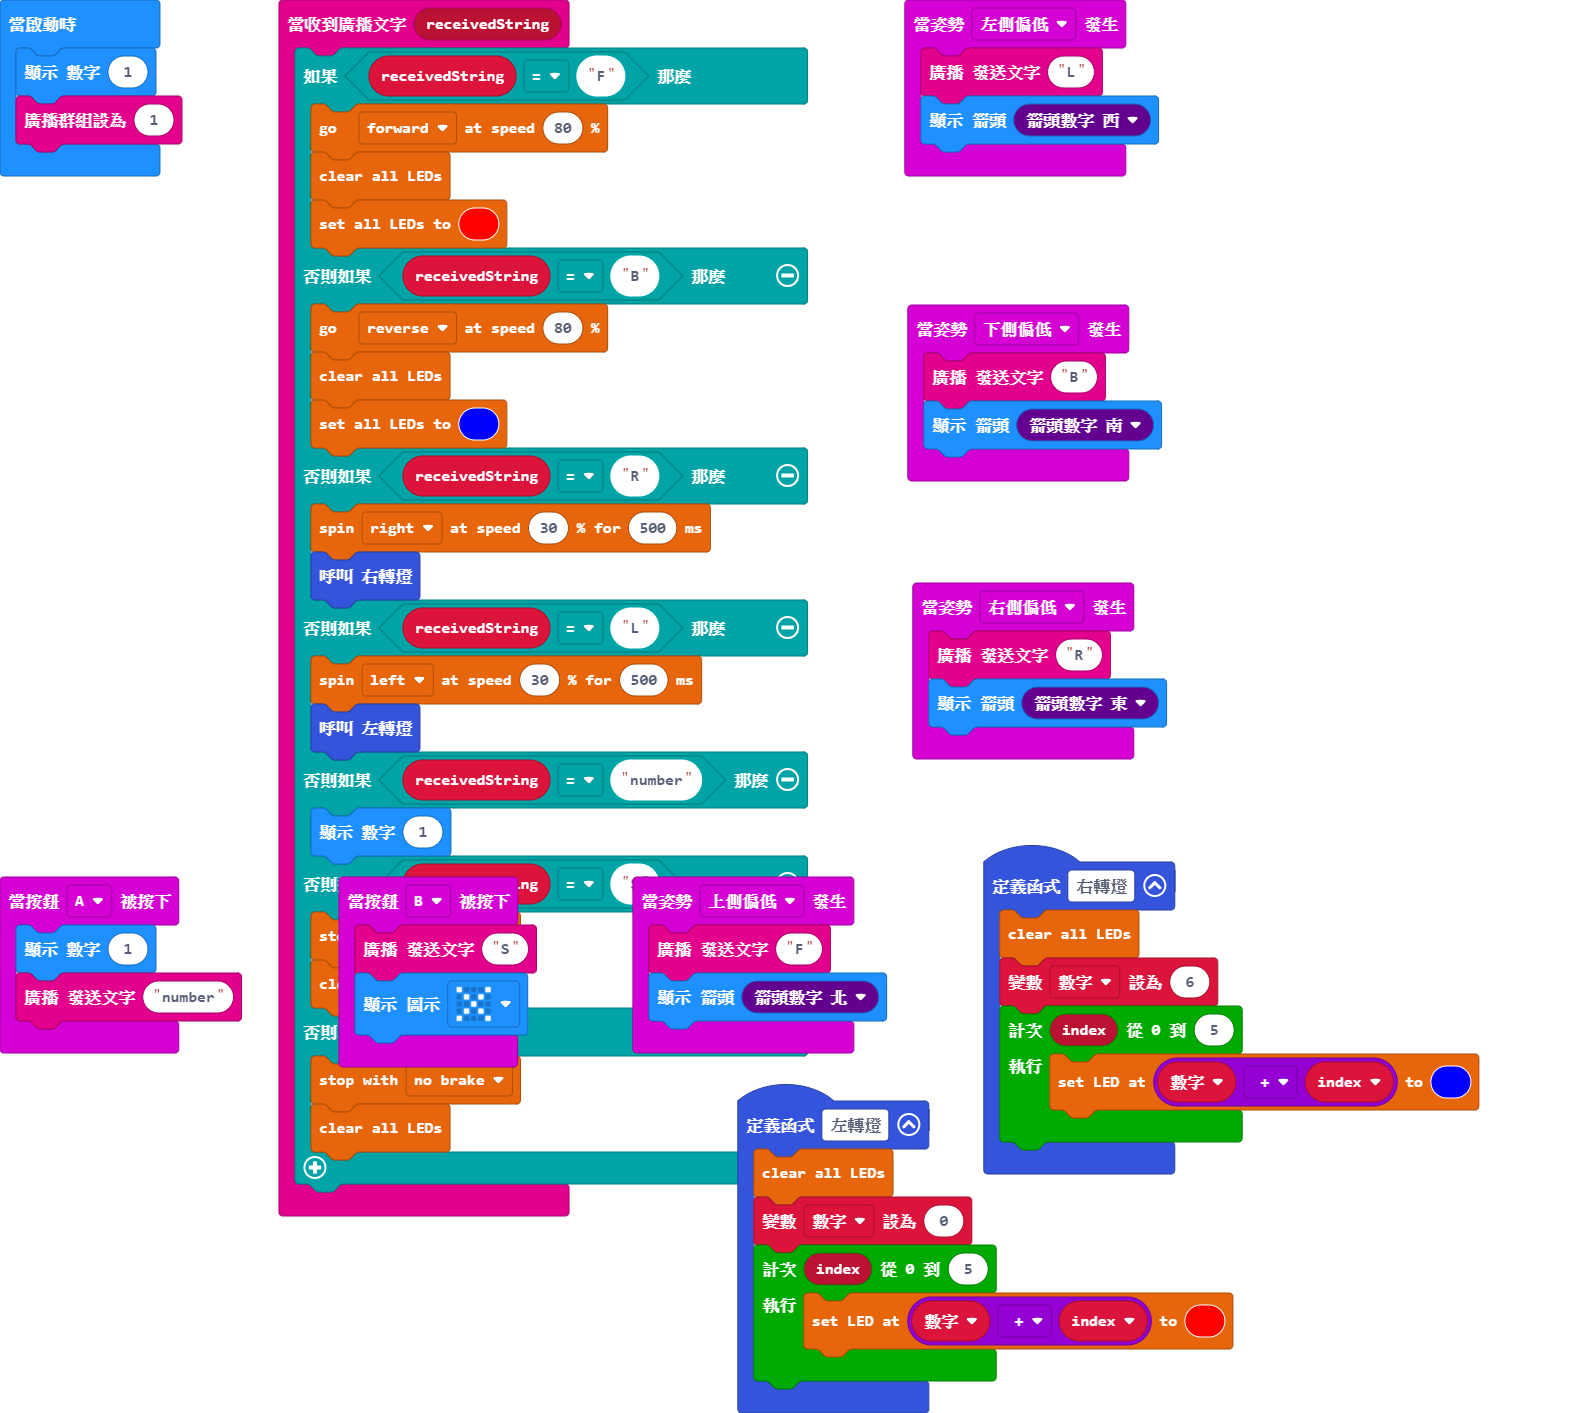 當啟動時
顯示 數字 1
廣播群組設為 1
當收到廣播文字 receivedString
如果 receivedString = "F" 那麼
go forward at speed 80 %
clear all LEDs
set all LEDs to
否則如果 receivedString = "B" 那麼
go reverse at speed 80 %
clear all LEDs
set all LEDs to
否則如果 receivedString = "R" 那麼
spin right at speed 30 % for 500 ms
呼叫 右轉燈
否則如果 receivedString = "L" 那麼
spin left at speed 30 % for 500 ms
呼叫 左轉燈
否則如果 receivedString = "number" 那麼
顯示 數字 1
stop with no brake
clear all LEDs
當姿勢 左側偏低 發生
廣播 發送文字 "L"
顯示 箭頭 箭頭數字 西
當姿勢 下側偏低 發生
廣播 發送文字 "B"
顯示 箭頭 箭頭數字 南
當姿勢 右側偏低 發生
廣播 發送文字 "R"
顯示 箭頭 箭頭數字 東
當按鈕 A 被按下
顯示 數字 1
廣播 發送文字 "number"
當按鈕 B 被按下
廣播 發送文字 "S"
顯示 圖示
當姿勢 上側偏低 發生
廣播 發送文字 "F"
顯示 箭頭 箭頭數字 北
定義函式 右轉燈
clear all LEDs
變數 數字 設為 6
計次 index 從 0 到 5
執行 set LED at 數字 + index to
定義函式 左轉燈
clear all LEDs
變數 數字 設為 0
計次 index 從 0 到 5
執行 set LED at 數字 + index to